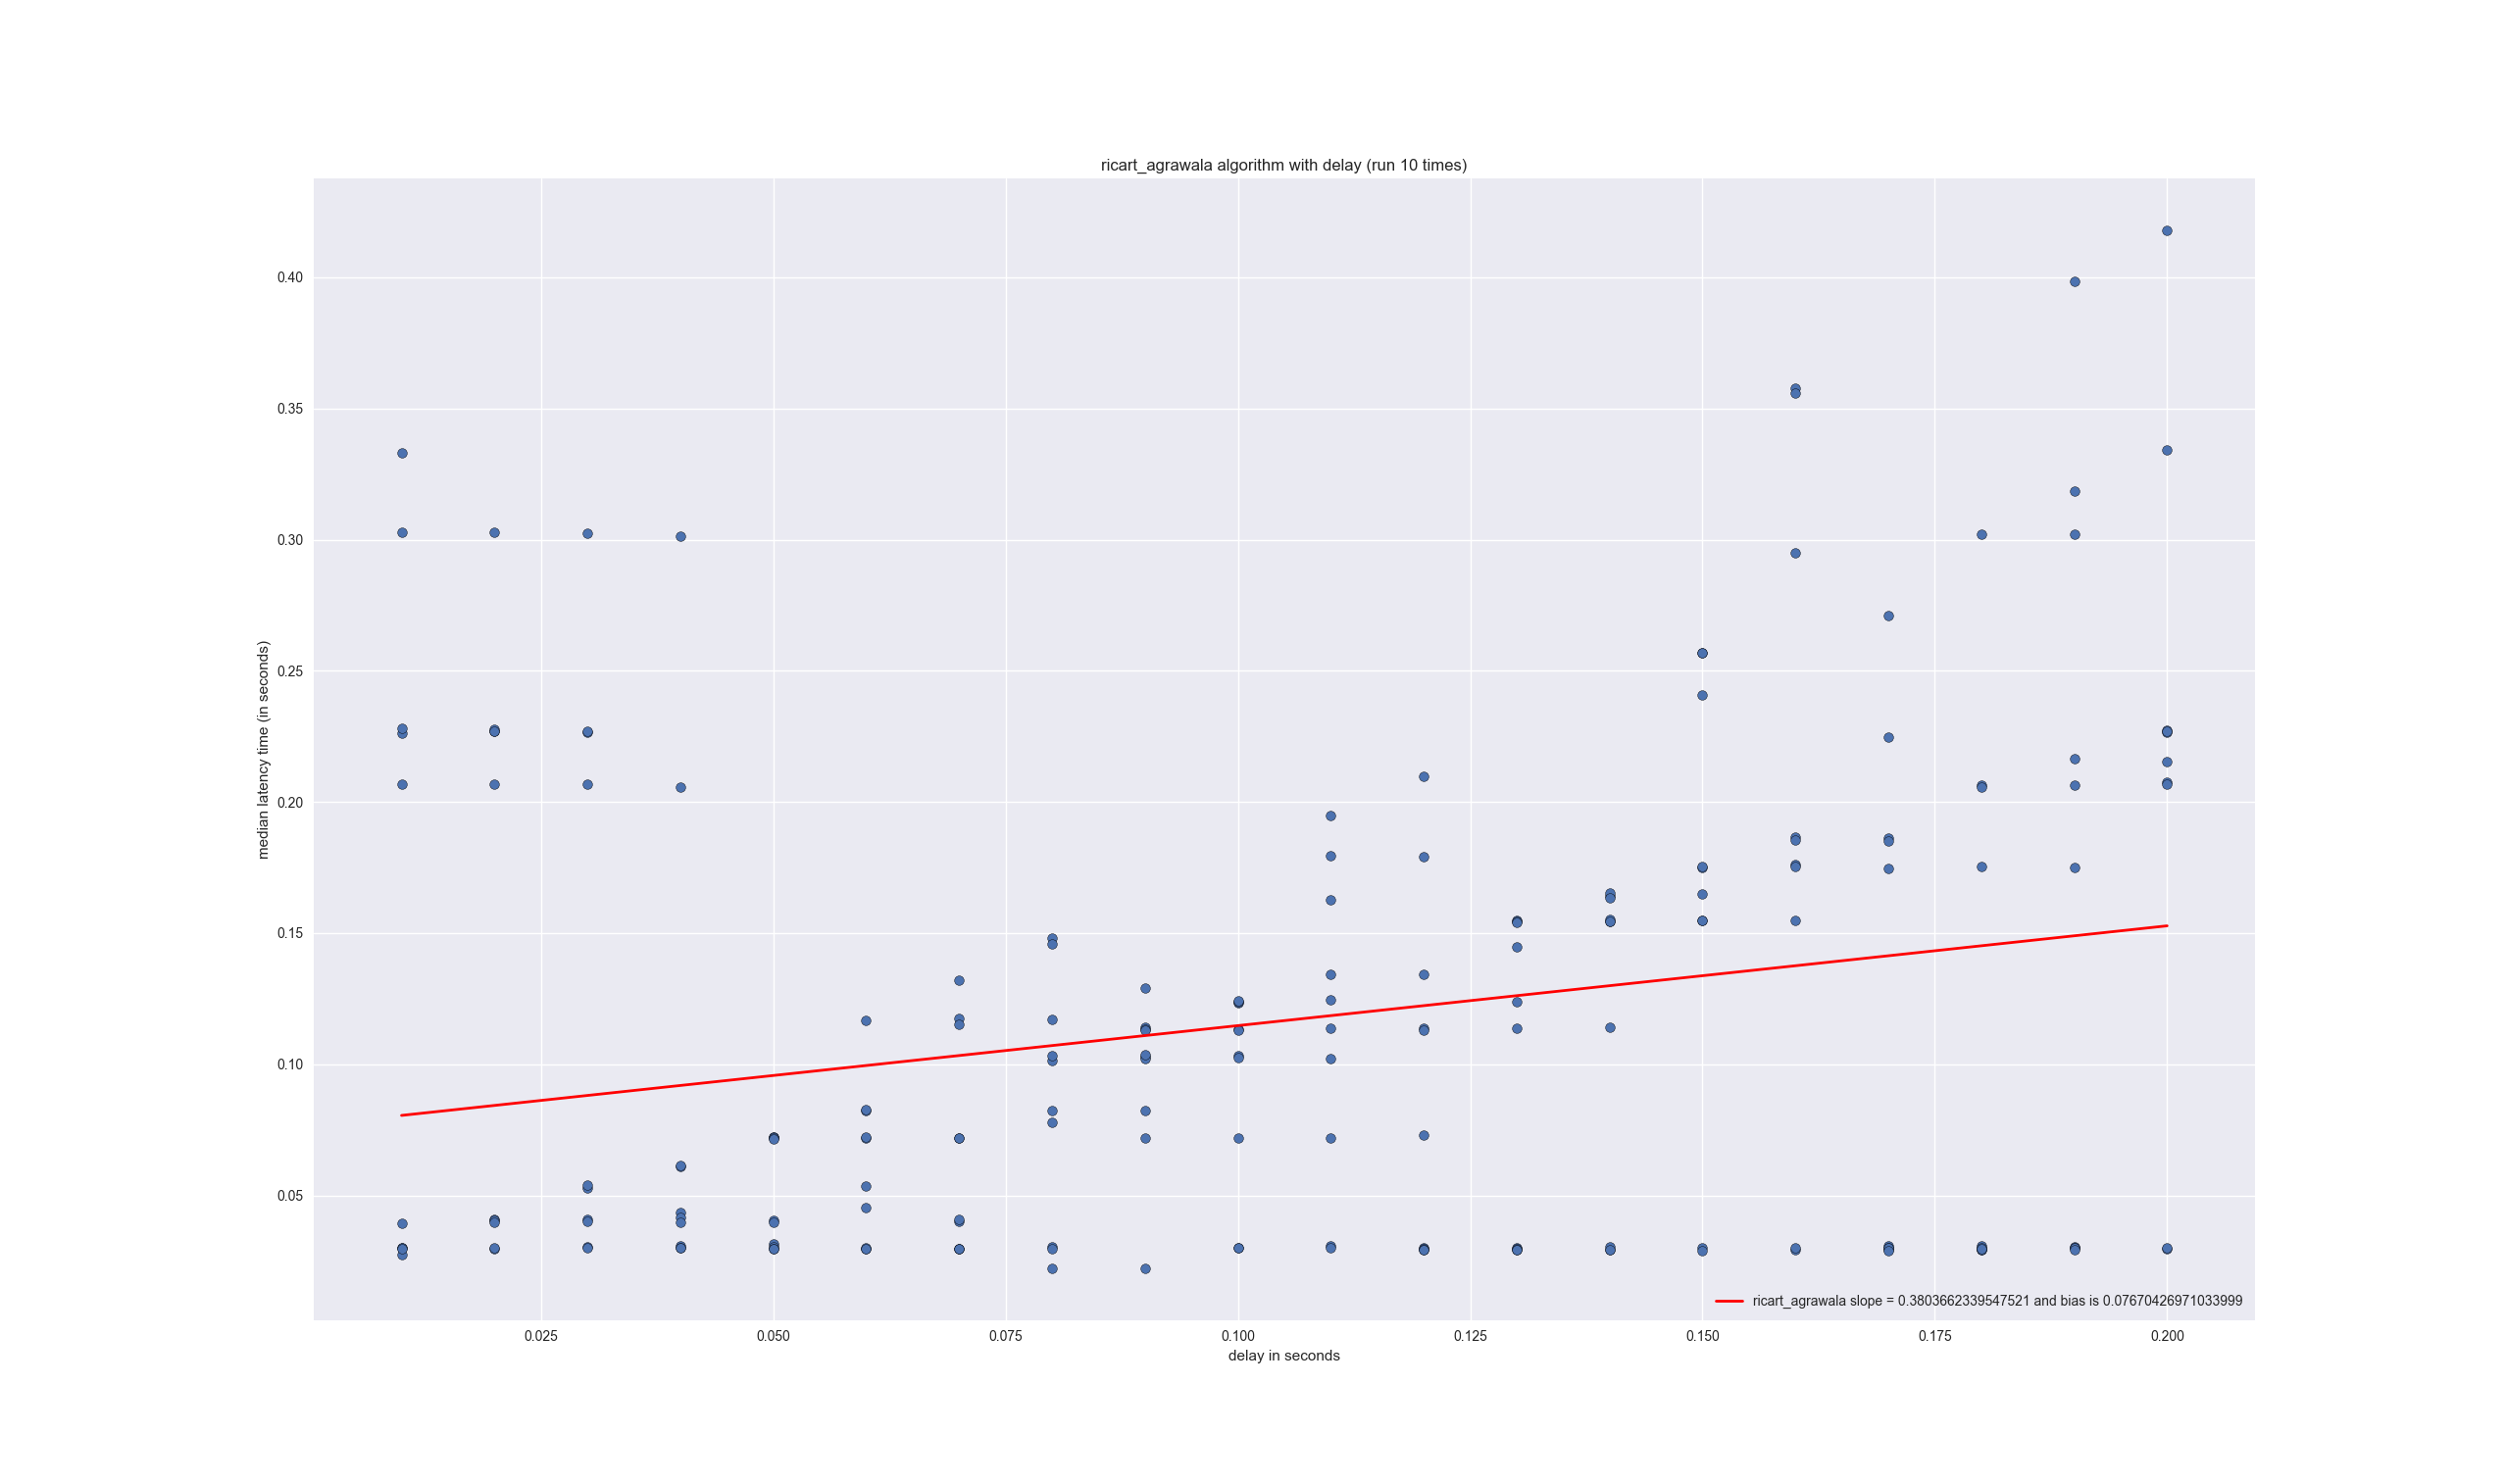 ricart_agrawala algorithm with delay (run 10 times)
0.40
0.35
0.30
0.25
0.20
0.15
0.10
0.05
median latency time (in seconds)
ricart_agrawala slope = 0.3803662339547521 and bias is 0.07670426971033999
0.025 0.050 0.075 0.100 0.125 0.150 0.175 0.200
delay in seconds